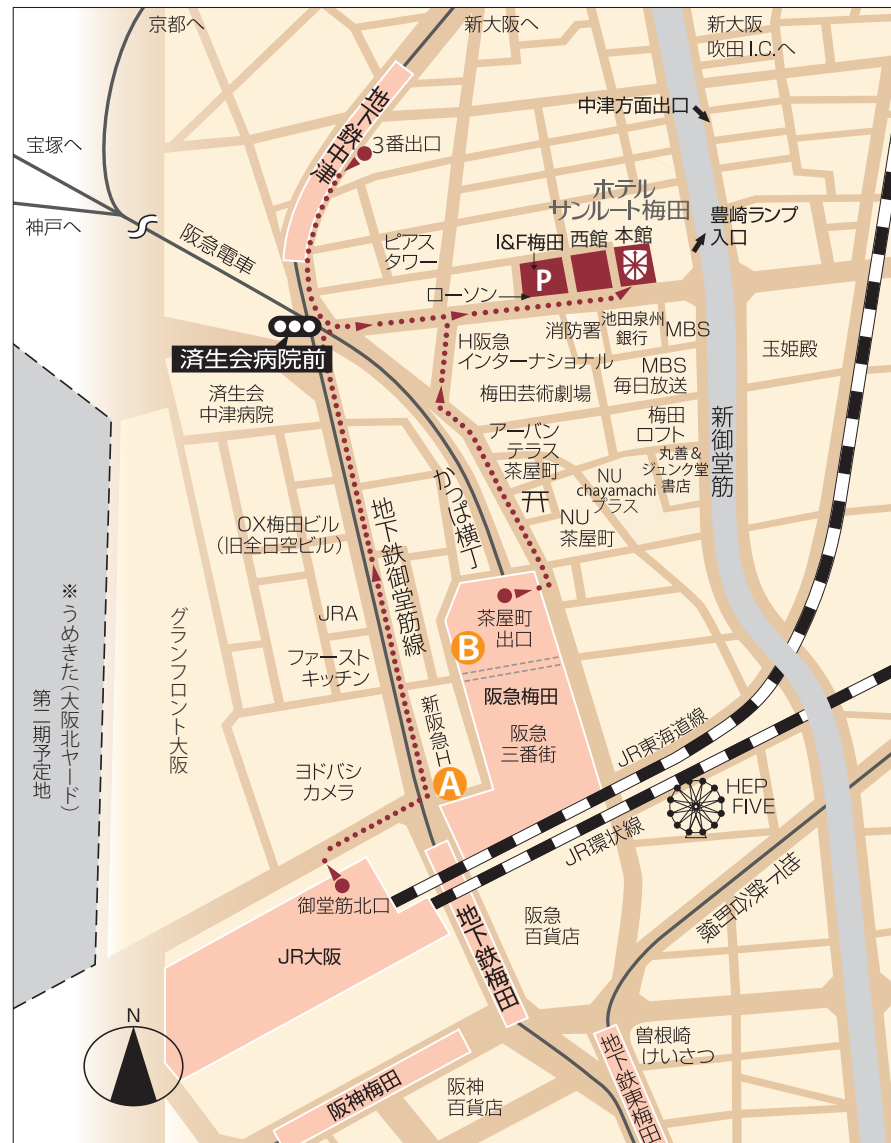 京都へ
新大阪へ
新大阪
吹田I.C.へ
中津方面出口
地下鉄中津
3番出口
宝塚へ
神戸へ
阪急電車
ホテル
サンルート梅田
豊崎ランプ
入口
ピアス
タワー
I&F梅田
西館
本館
P
ローソン
済生会病院前
H阪急
インターナショナル
消防署
池田泉州
銀行
MBS
玉姫殿
済生会
中津病院
梅田芸術劇場
MBS
毎日放送
アーバン
テラス
茶屋町
梅田
ロフト
丸善&
ジュンク堂
書店
新御堂筋
かっぱ横丁
NU
chayamachi
プラス
NU
茶屋町
OX梅田ビル
(旧全日空ビル)
地下鉄御堂筋線
JRA
ファースト
キッチン
茶屋町
出口
B
阪急梅田
阪急
三番街
新阪急H
A
グランフロント大阪
※うめきた(大阪北ヤード)
第二期予定地
ヨドバシ
カメラ
JR東海道線
JR環状線
HEP
FIVE
地下鉄谷町線
御堂筋北口
JR大阪
地下鉄梅田
阪急
百貨店
N
曽根崎
けいさつ
地下鉄東梅田
阪神梅田
阪神
百貨店